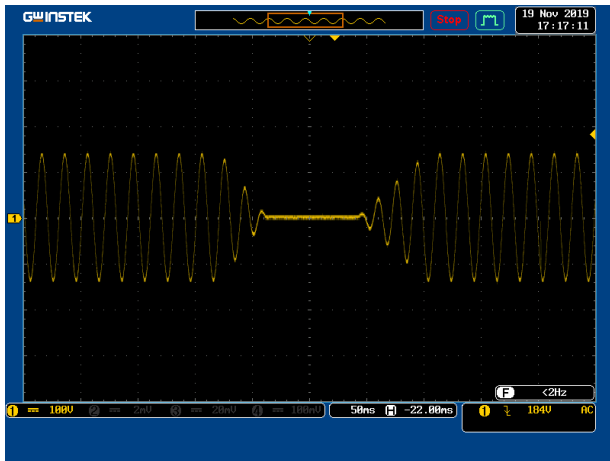 GWINSTEK
Stop
19 Nov 2019
17:17:11
1
F <2Hz
1 100V 2 2mV 3 20mV 4 100mV
50ms H -22.00ms
1 184V AC